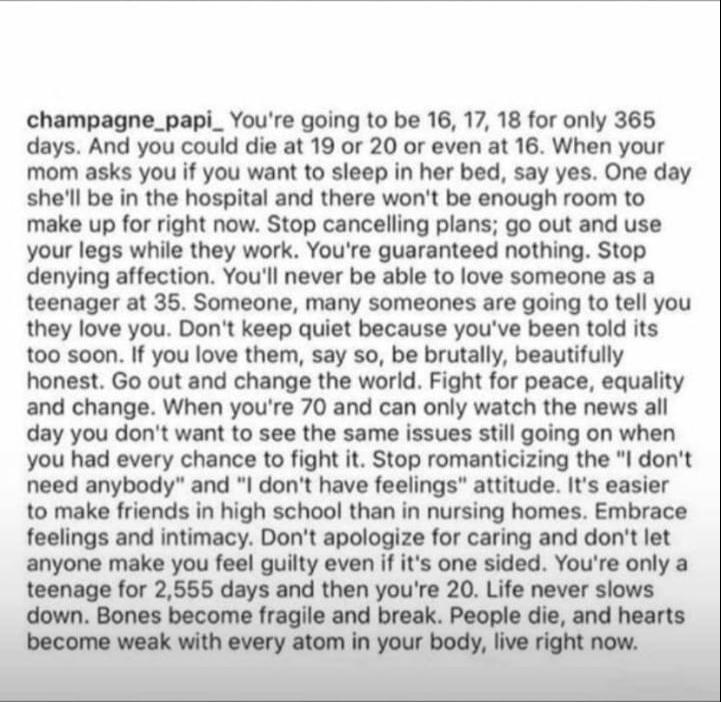 champagne_papi_ You're going to be 16, 17, 18 for only 365
days. And you could die at 19 or 20 or even at 16. When your
mom asks you if you want to sleep in her bed, say yes. One day
she'll be in the hospital and there won't be enough room to
make up for right now. Stop cancelling plans; go out and use
your legs while they work. You're guaranteed nothing. Stop
denying affection. You'll never be able to love someone as a
teenager at 35. Someone, many someones are going to tell you
they love you. Don't keep quiet because you've been told its
too soon. If you love them, say so, be brutally, beautifully
honest. Go out and change the world. Fight for peace, equality
and change. When you're 70 and can only watch the news all
day you don't want to see the same issues still going on when
you had every chance to fight it. Stop romanticizing the "I don't
need anybody" and "I don't have feelings" attitude. It's easier
to make friends in high school than in nursing homes. Embrace
feelings and intimacy. Don't apologize for caring and don't let
anyone make you feel guilty even if it's one sided. You're only a
teenage for 2,555 days and then you're 20. Life never slows
down. Bones become fragile and break. People die, and hearts
become weak with every atom in your body, live right now.